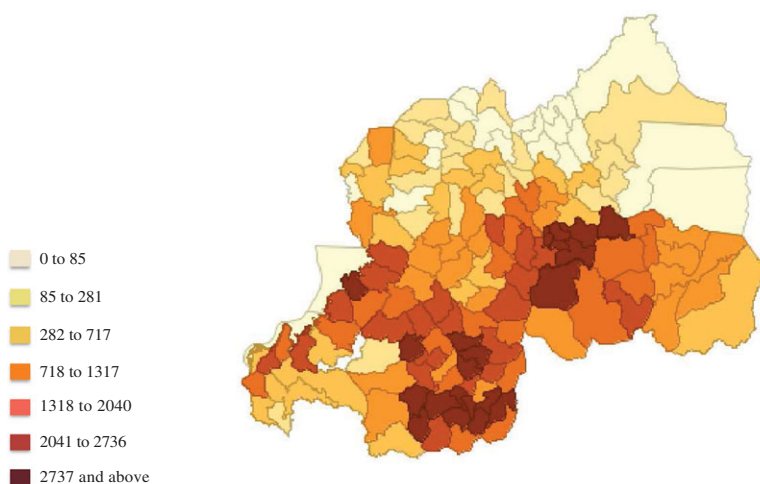 0 to 85
85 to 281
282 to 717
718 to 1317
1318 to 2040
2041 to 2736
2737 and above